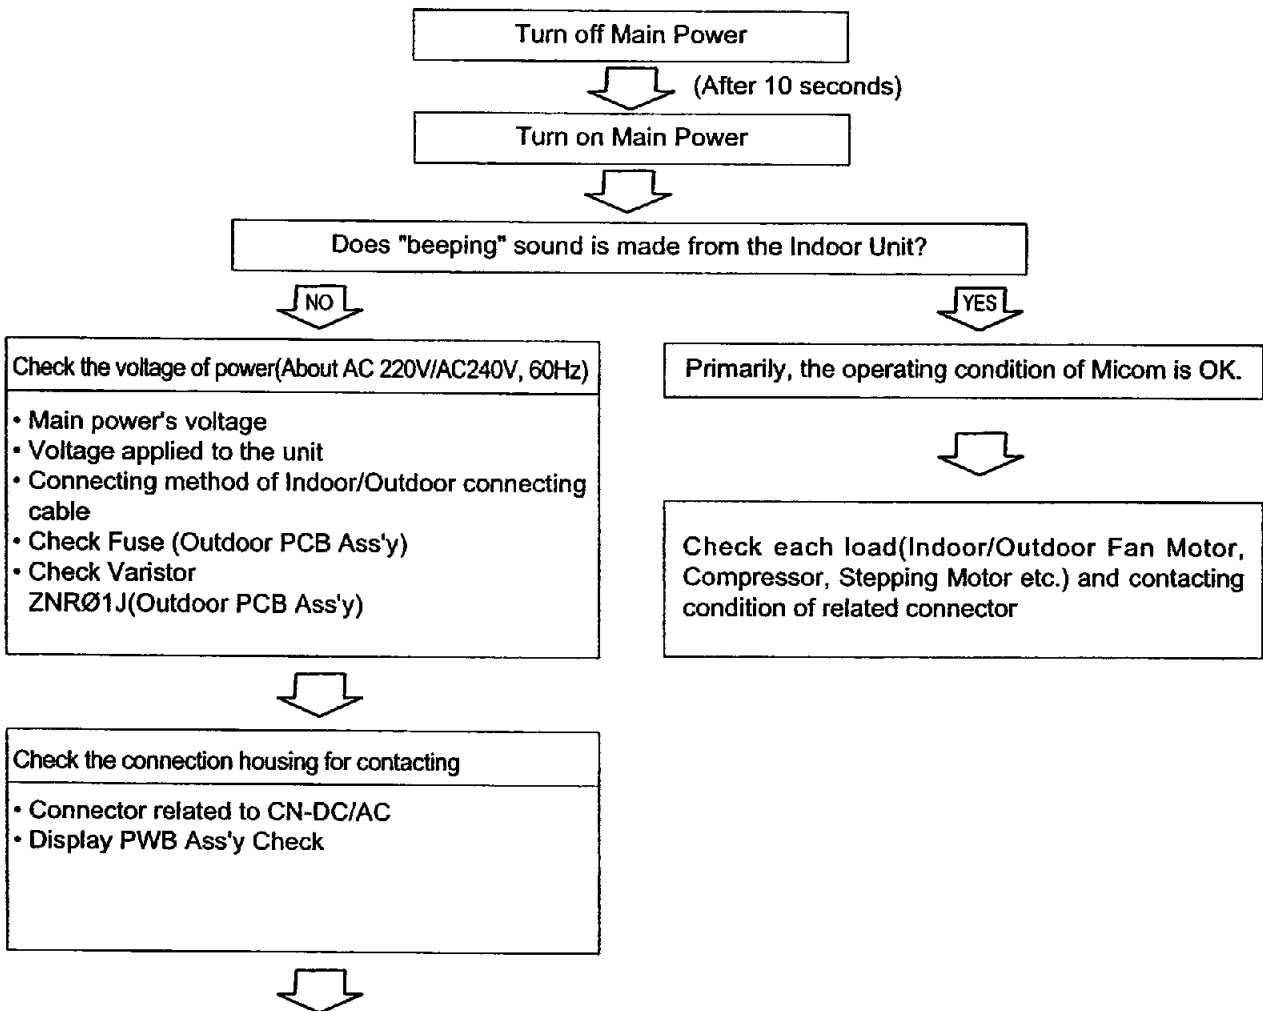 Turn off Main Power
(After 10 seconds)
Turn on Main Power
Does "beeping" sound is made from the Indoor Unit?
NO
YES
Check the voltage of power(About AC 220V/AC240V, 60Hz)
• Main power's voltage
• Voltage applied to the unit
• Connecting method of Indoor/Outdoor connecting
cable
• Check Fuse (Outdoor PCB Ass'y)
• Check Varistor
ZNRØ1J(Outdoor PCB Ass'y)
Primarily, the operating condition of Micom is OK.
Check each load(Indoor/Outdoor Fan Motor,
Compressor, Stepping Motor etc.) and contacting
condition of related connector
Check the connection housing for contacting
• Connector related to CN-DC/AC
• Display PWB Ass'y Check